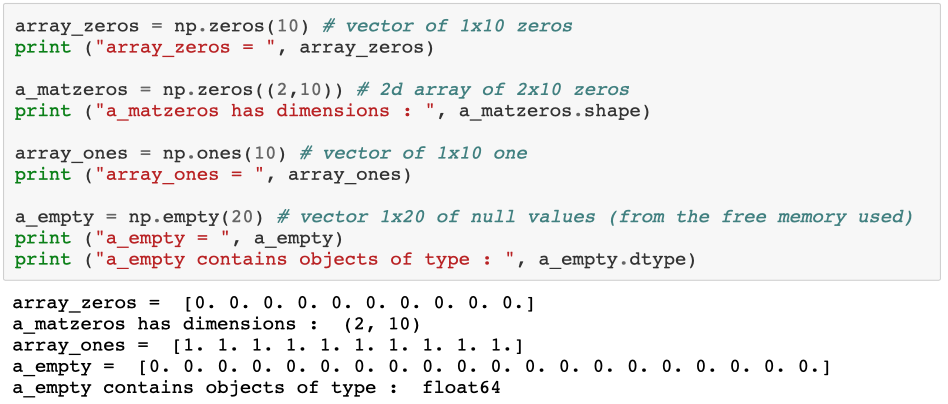 array_zeros = np.zeros(10) # vector of 1x10 zeros
print ("array_zeros = ", array_zeros)
a_matzeros = np.zeros((2,10)) # 2d array of 2x10 zeros
print ("a_matzeros has dimensions : ", a_matzeros.shape)
array_ones = np.ones(10) # vector of 1x10 one
print ("array_ones = ", array_ones)
a_empty = np.empty(20) # vector 1x20 of null values (from the free memory used)
print ("a_empty = ", a_empty)
print ("a_empty contains objects of type : ", a_empty.dtype)
array_zeros =  [0. 0. 0. 0. 0. 0. 0. 0. 0. 0.]
a_matzeros has dimensions :  (2, 10)
array_ones =  [1. 1. 1. 1. 1. 1. 1. 1. 1. 1.]
a_empty =  [0. 0. 0. 0. 0. 0. 0. 0. 0. 0. 0. 0. 0. 0. 0. 0. 0. 0. 0. 0.]
a_empty contains objects of type :  float64